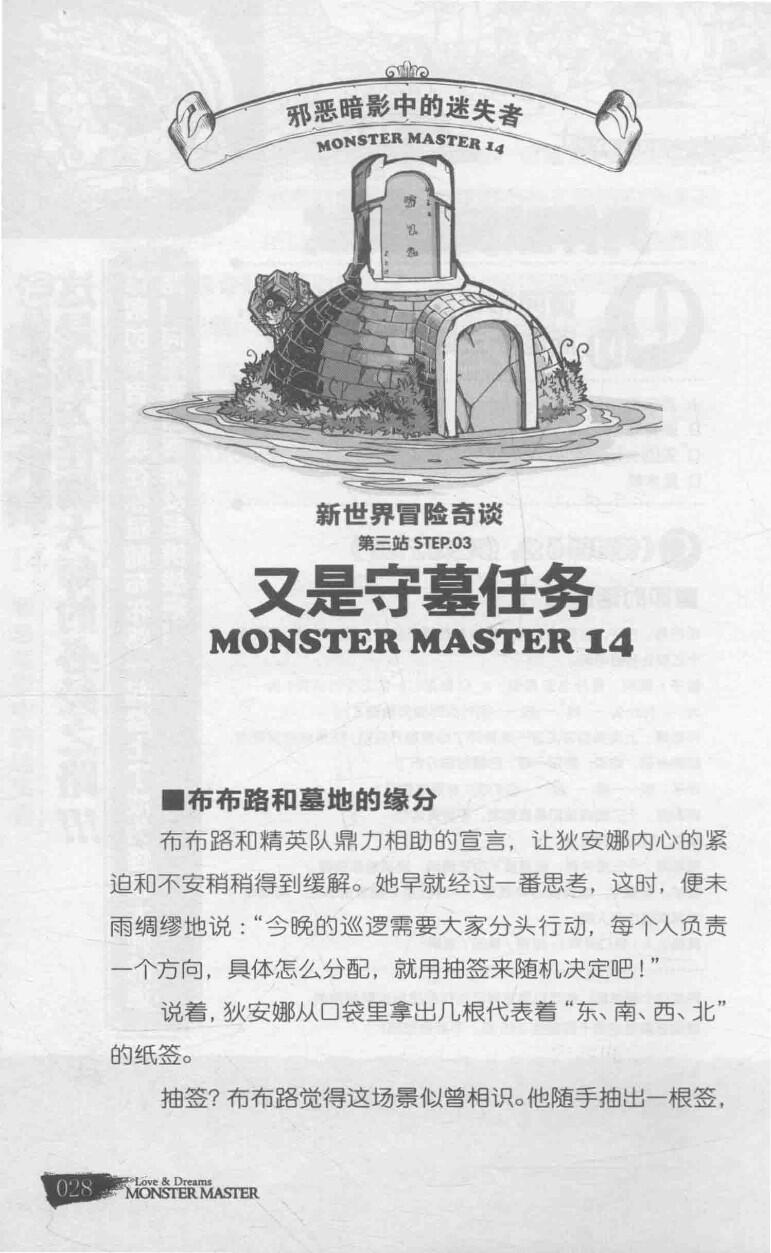 邪恶暗影中的迷失者
MONSTER MASTER 14
新世界冒险奇谈
第三站 STEP.03
又是守墓任务
MONSTER MASTER 14
■布布路和墓地的缘分
布布路和精英队鼎力相助的宣言，让狄安娜内心的紧
迫和不安稍稍得到缓解。她早就经过一番思考，这时，便未
雨绸缪地说：“今晚的巡逻需要大家分头行动，每个人负责
一个方向，具体怎么分配，就用抽签来随机决定吧！”
说着，狄安娜从口袋里拿出几根代表着“东、南、西、北”
的纸签。
抽签？布布路觉得这场景似曾相识。他随手抽出一根签，
028
Love & Dreams
MONSTER MASTER